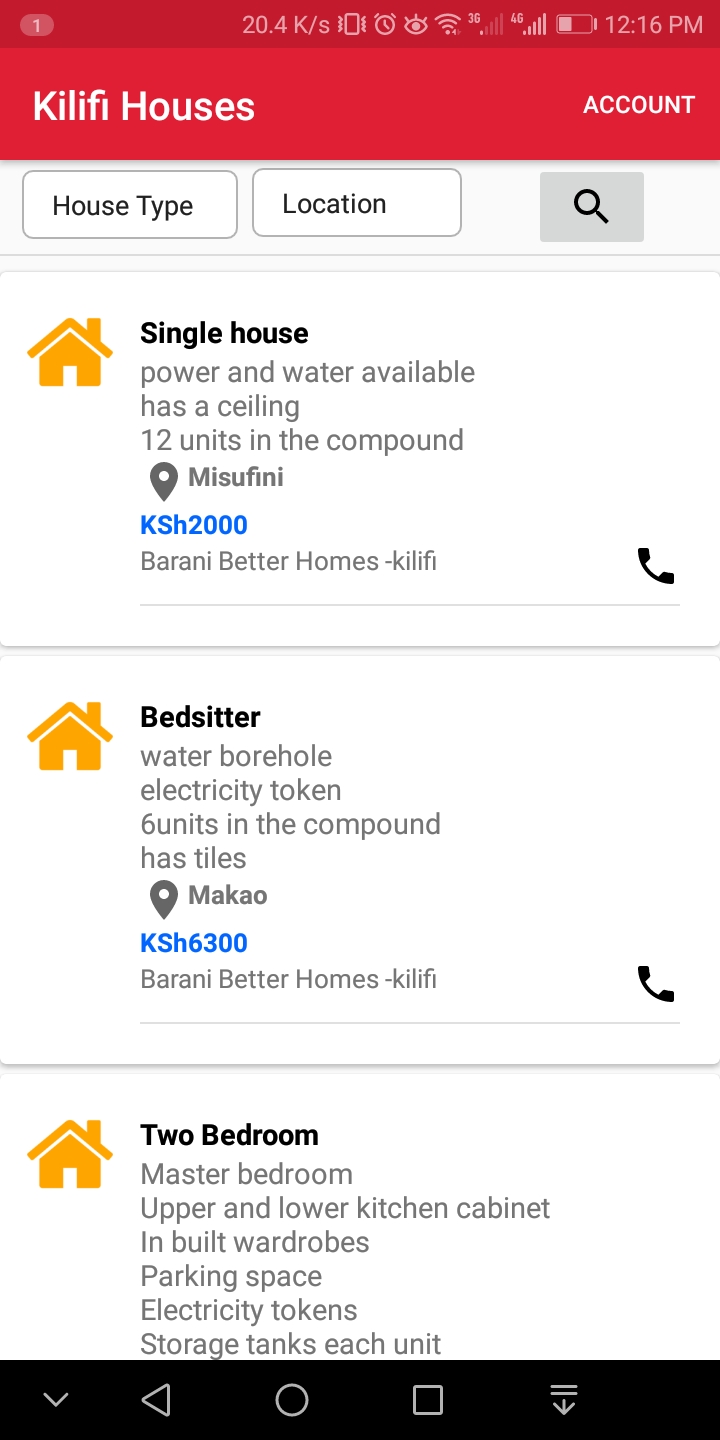 1
20.4 K/s 3G 4G 12:16 PM
Kilifi Houses
ACCOUNT
House Type
Location
Single house
power and water available
has a ceiling
12 units in the compound
Misufini
KSh2000
Barani Better Homes -kilifi
Bedsitter
water borehole
electricity token
6units in the compound
has tiles
Makao
KSh6300
Barani Better Homes -kilifi
Two Bedroom
Master bedroom
Upper and lower kitchen cabinet
In built wardrobes
Parking space
Electricity tokens
Storage tanks each unit